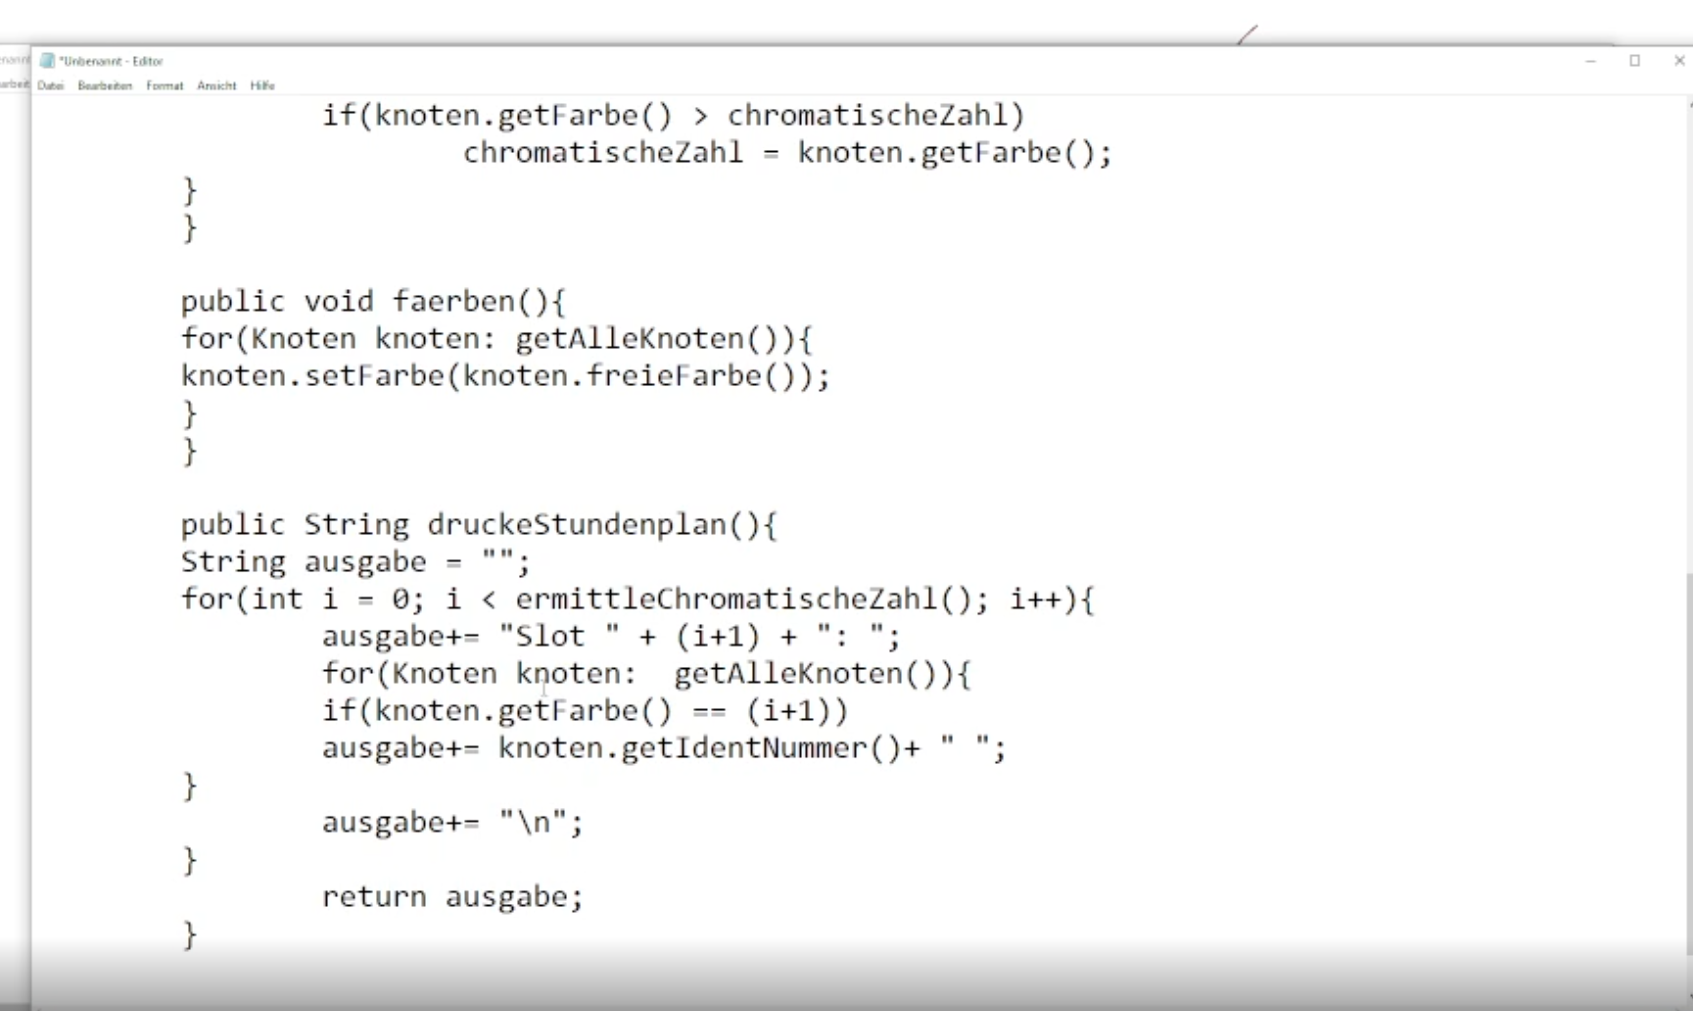 *Unbenannt - Editor
Datei Bearbeiten Format Ansicht Hilfe
if(knoten.getFarbe() > chromatischeZahl)
chromatischeZahl = knoten.getFarbe();
}
}
public void faerben(){
for(Knoten knoten: getAlleKnoten()){
knoten.setFarbe(knoten.freieFarbe());
}
}
public String druckeStundenplan(){
String ausgabe = "";
for(int i = 0; i < ermittleChromatischeZahl(); i++){
ausgabe+= "Slot " + (i+1) + ": ";
for(Knoten knoten:  getAlleKnoten()){
if(knoten.getFarbe() == (i+1))
ausgabe+= knoten.getIdentNummer()+ " ";
}
ausgabe+= "\n";
}
return ausgabe;
}